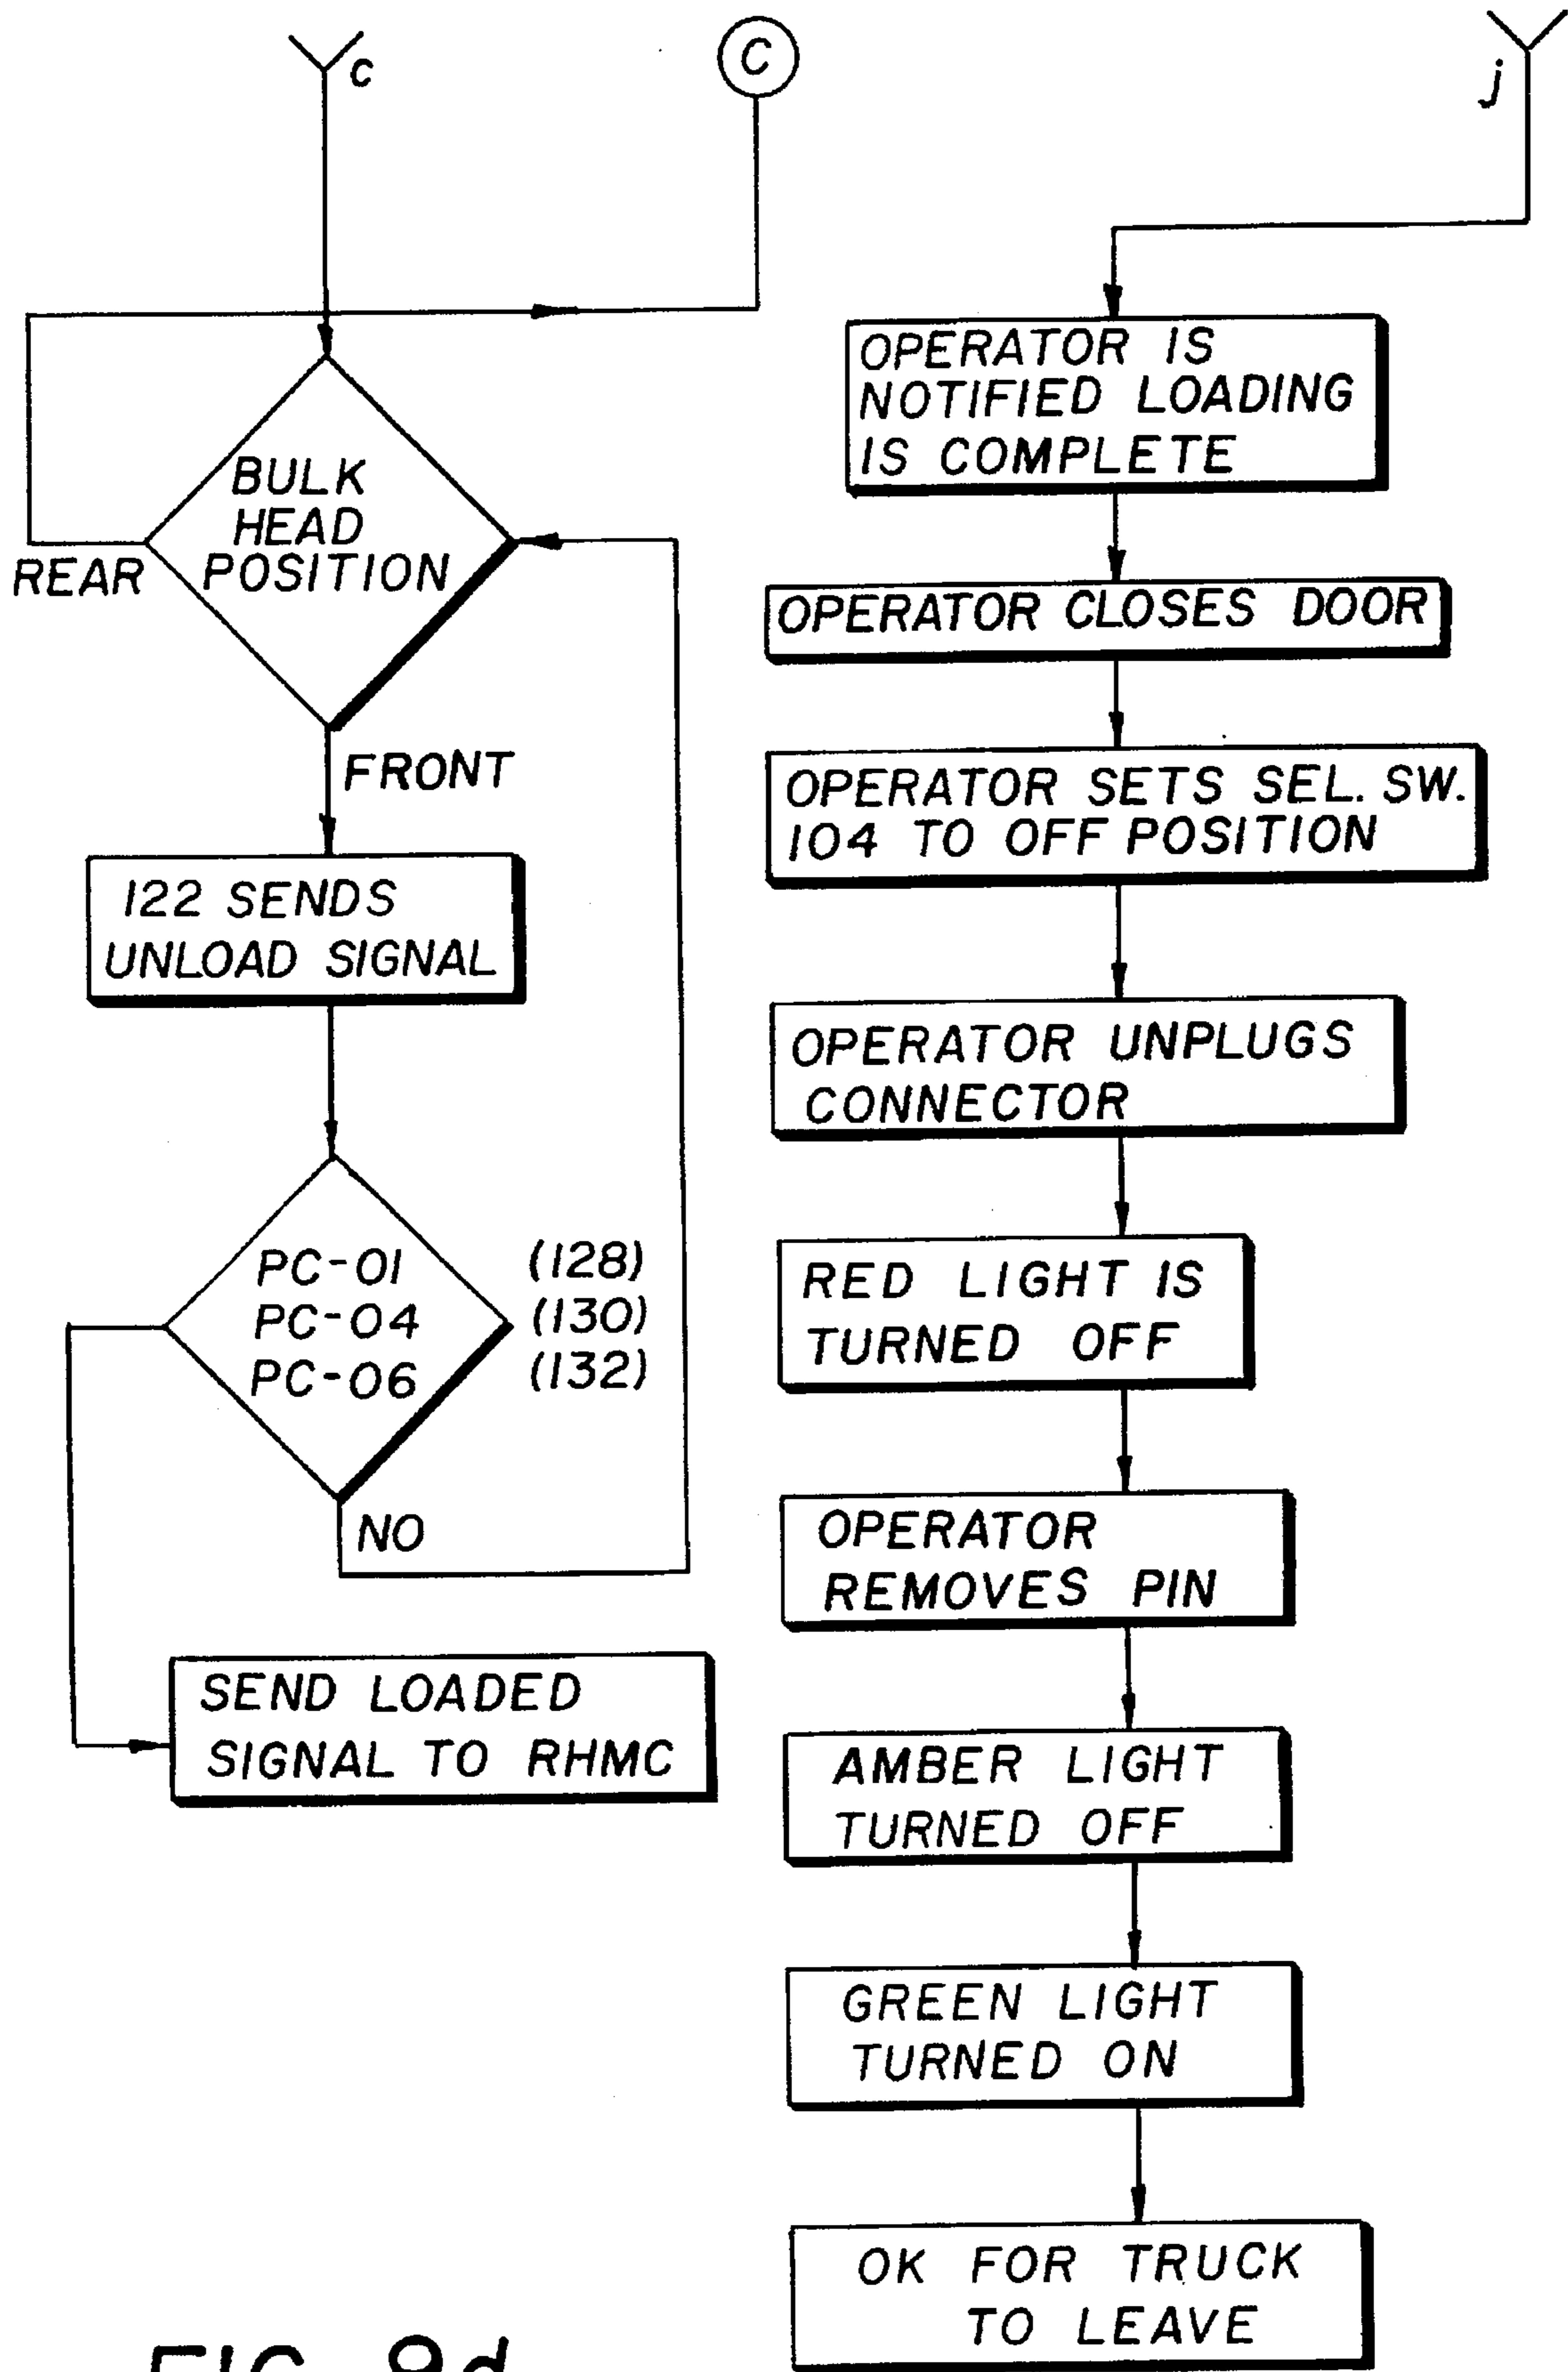 c
C
j
BULK
HEAD
POSITION
REAR
FRONT
122 SENDS
UNLOAD SIGNAL
PC-01 (128)
PC-04 (130)
PC-06 (132)
NO
SEND LOADED
SIGNAL TO RHMC
OPERATOR IS
NOTIFIED LOADING
IS COMPLETE
OPERATOR CLOSES DOOR
OPERATOR SETS SEL. SW.
104 TO OFF POSITION
OPERATOR UNPLUGS
CONNECTOR
RED LIGHT IS
TURNED OFF
OPERATOR
REMOVES PIN
AMBER LIGHT
TURNED OFF
GREEN LIGHT
TURNED ON
OK FOR TRUCK
TO LEAVE